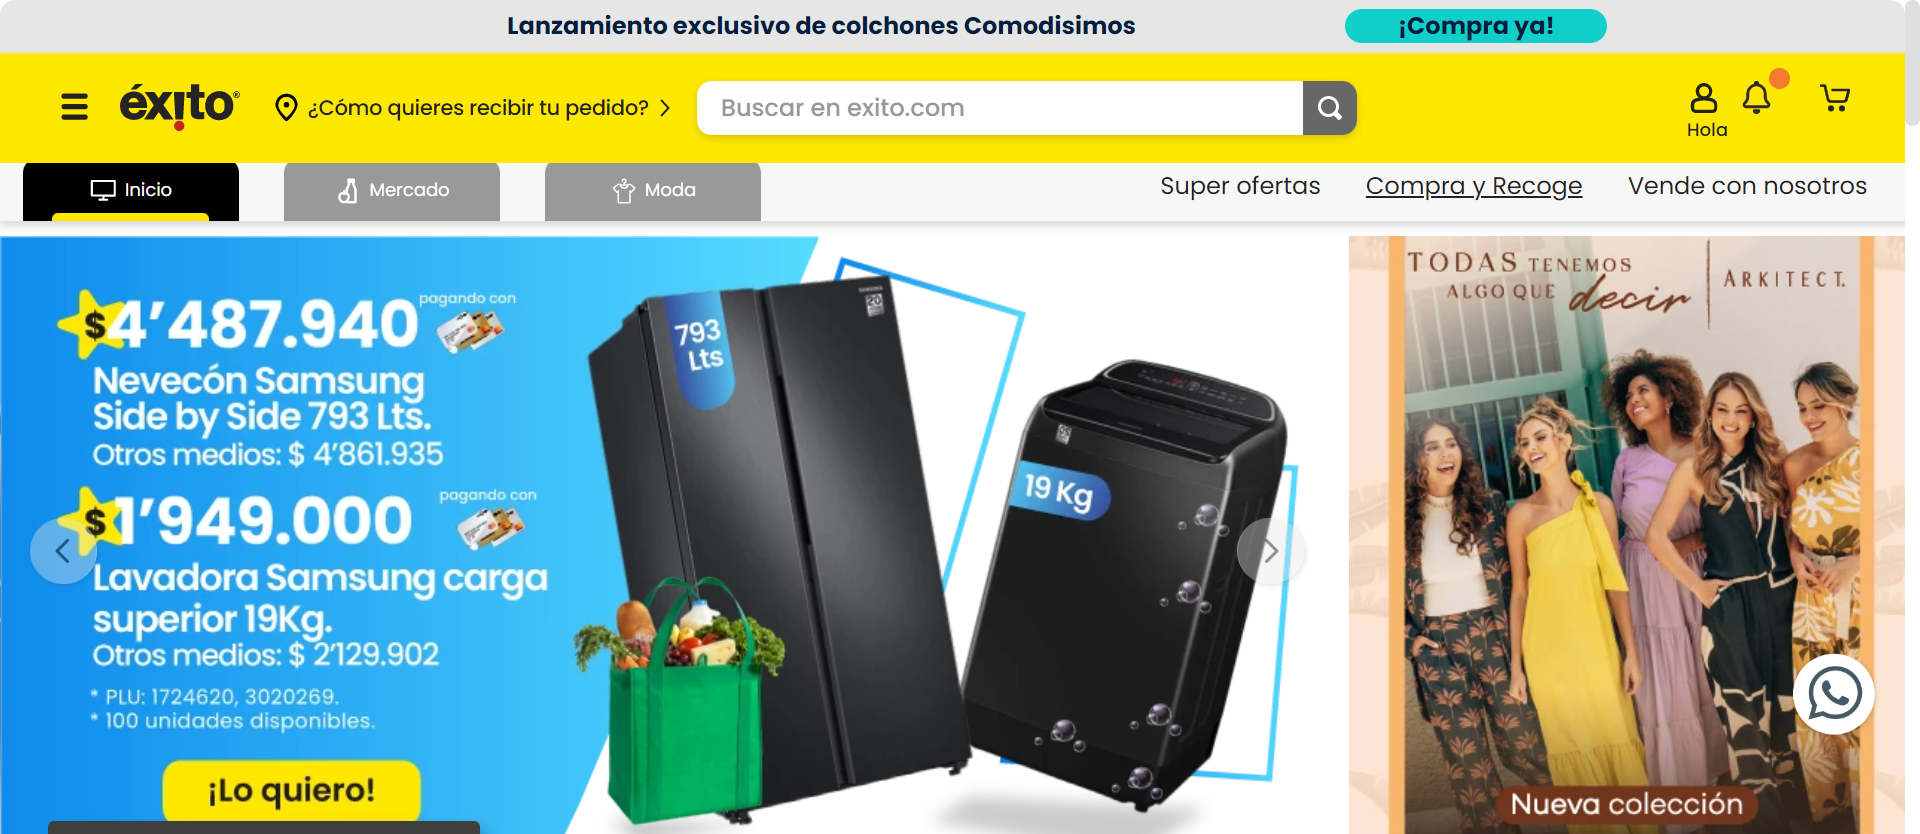 Lanzamiento exclusivo de colchones Comodisimos
¡Compra ya!
éxito®
¿Cómo quieres recibir tu pedido?
Buscar en exito.com
Hola
Inicio
Mercado
Moda
Super ofertas
Compra y Recoge
Vende con nosotros
$4'487.940
pagando con
Nevecón Samsung
Side by Side 793 Lts.
Otros medios: $ 4'861.935
$1'949.000
pagando con
Lavadora Samsung carga
superior 19Kg.
Otros medios: $ 2'129.902
* PLU: 1724620, 3020269.
* 100 unidades disponibles.
¡Lo quiero!
793
Lts
SAMSUNG
20
19 Kg
TODAS TENEMOS
ALGO QUE decir
ARKITECT.
Nueva colección